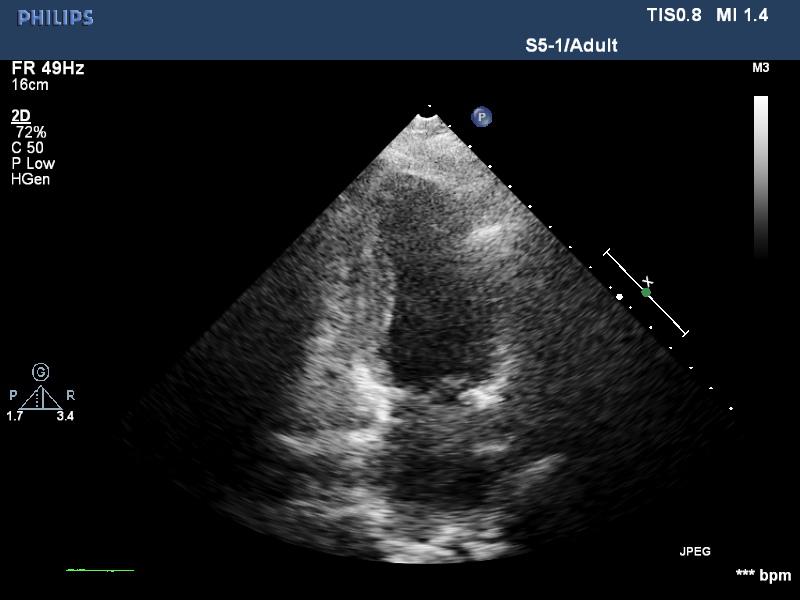 PHILIPS
TIS0.8 MI 1.4
S5-1/Adult
FR 49Hz
16cm
M3
2D
72%
C 50
P Low
HGen
P
G
P R
1.7 3.4
JPEG
*** bpm